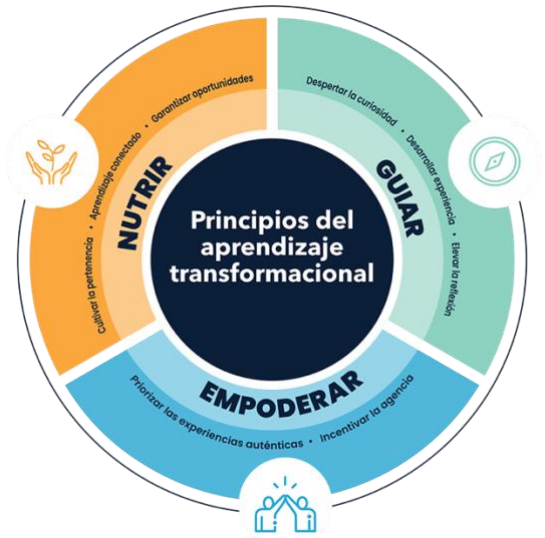 Principios del
aprendizaje
transformacional
NUTRIR
Cultivar la pertenencia • Aprendizaje conectado • Garantizar oportunidades
GUIAR
Despertar la curiosidad • Desarrollar experiencia • Elevar la reflexión
EMPODERAR
Priorizar las experiencias auténticas • Incentivar la agencia